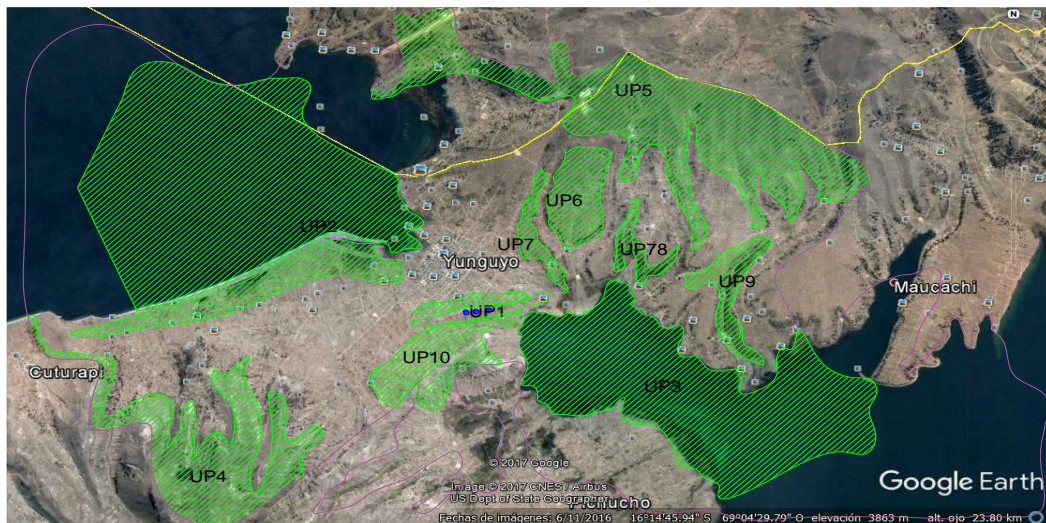 N
UP5
UP6
UP2
UP7
UP78
Yunguyo
UP9
Maucachi
UP1
UP10
Cuturapi
UP3
UP4
© 2017 Google
Image © 2017 CNES / Airbus
US Dept of State Geographer
Pichucho
Google Earth
Fechas de imágenes: 6/11/2016 16°14'45.94" S 69°04'29.79" O elevación 3863 m alt. ojo 23.80 km